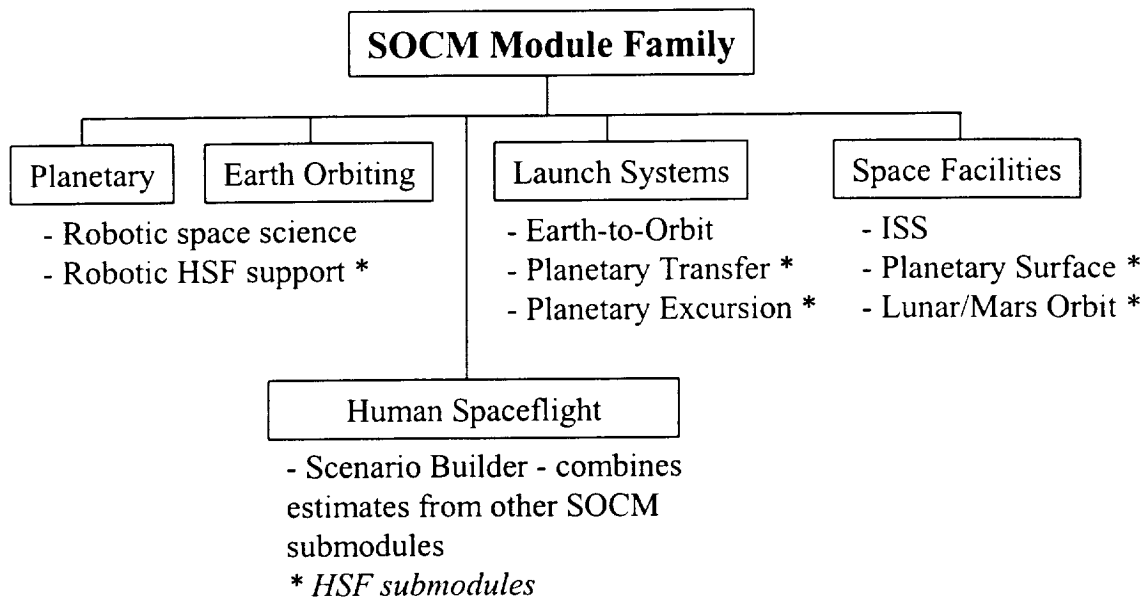 SOCM Module Family
Planetary
Earth Orbiting
Launch Systems
Space Facilities
- Robotic space science
- Robotic HSF support *
- Earth-to-Orbit
- Planetary Transfer *
- Planetary Excursion *
- ISS
- Planetary Surface *
- Lunar/Mars Orbit *
Human Spaceflight
- Scenario Builder - combines
estimates from other SOCM
submodules
* HSF submodules